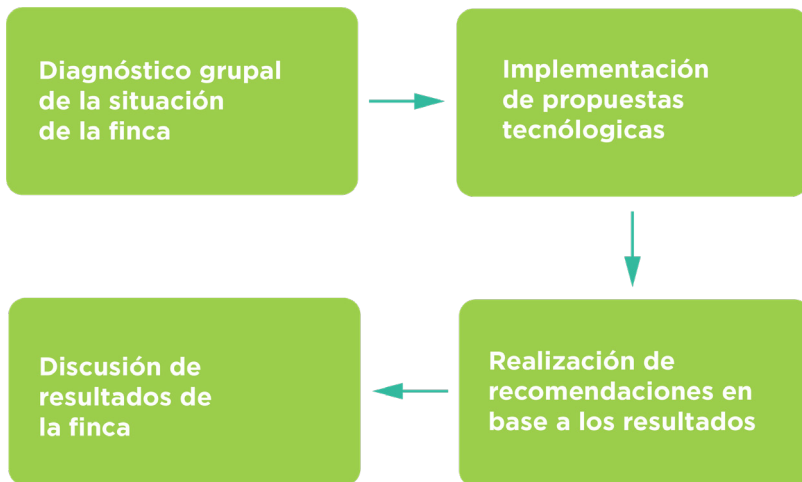 Diagnóstico grupal
de la situación
de la finca
Implementación
de propuestas
tecnólogicas
Realización de
recomendaciones en
base a los resultados
Discusión de
resultados de
la finca